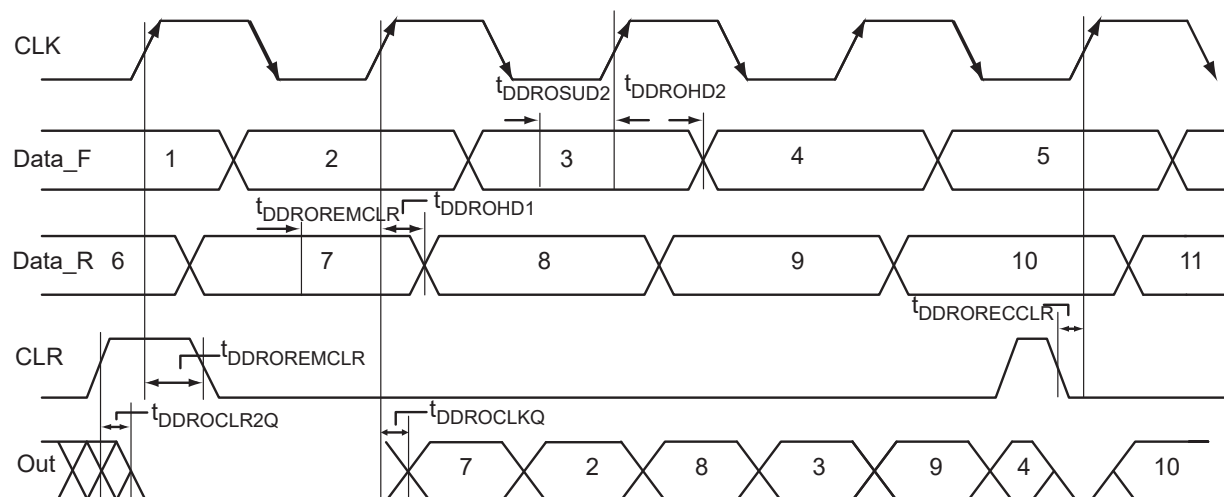 CLK
tDDROSUD2 tDDROHD2
Data_F 1 2 3 4 5
tDDROREMCLR tDDROHD1
Data_R 6 7 8 9 10 11
tDDRORECCLR
CLR tDDROREMCLR
tDDROCLR2Q tDDROCLKQ
Out 7 2 8 3 9 4 10